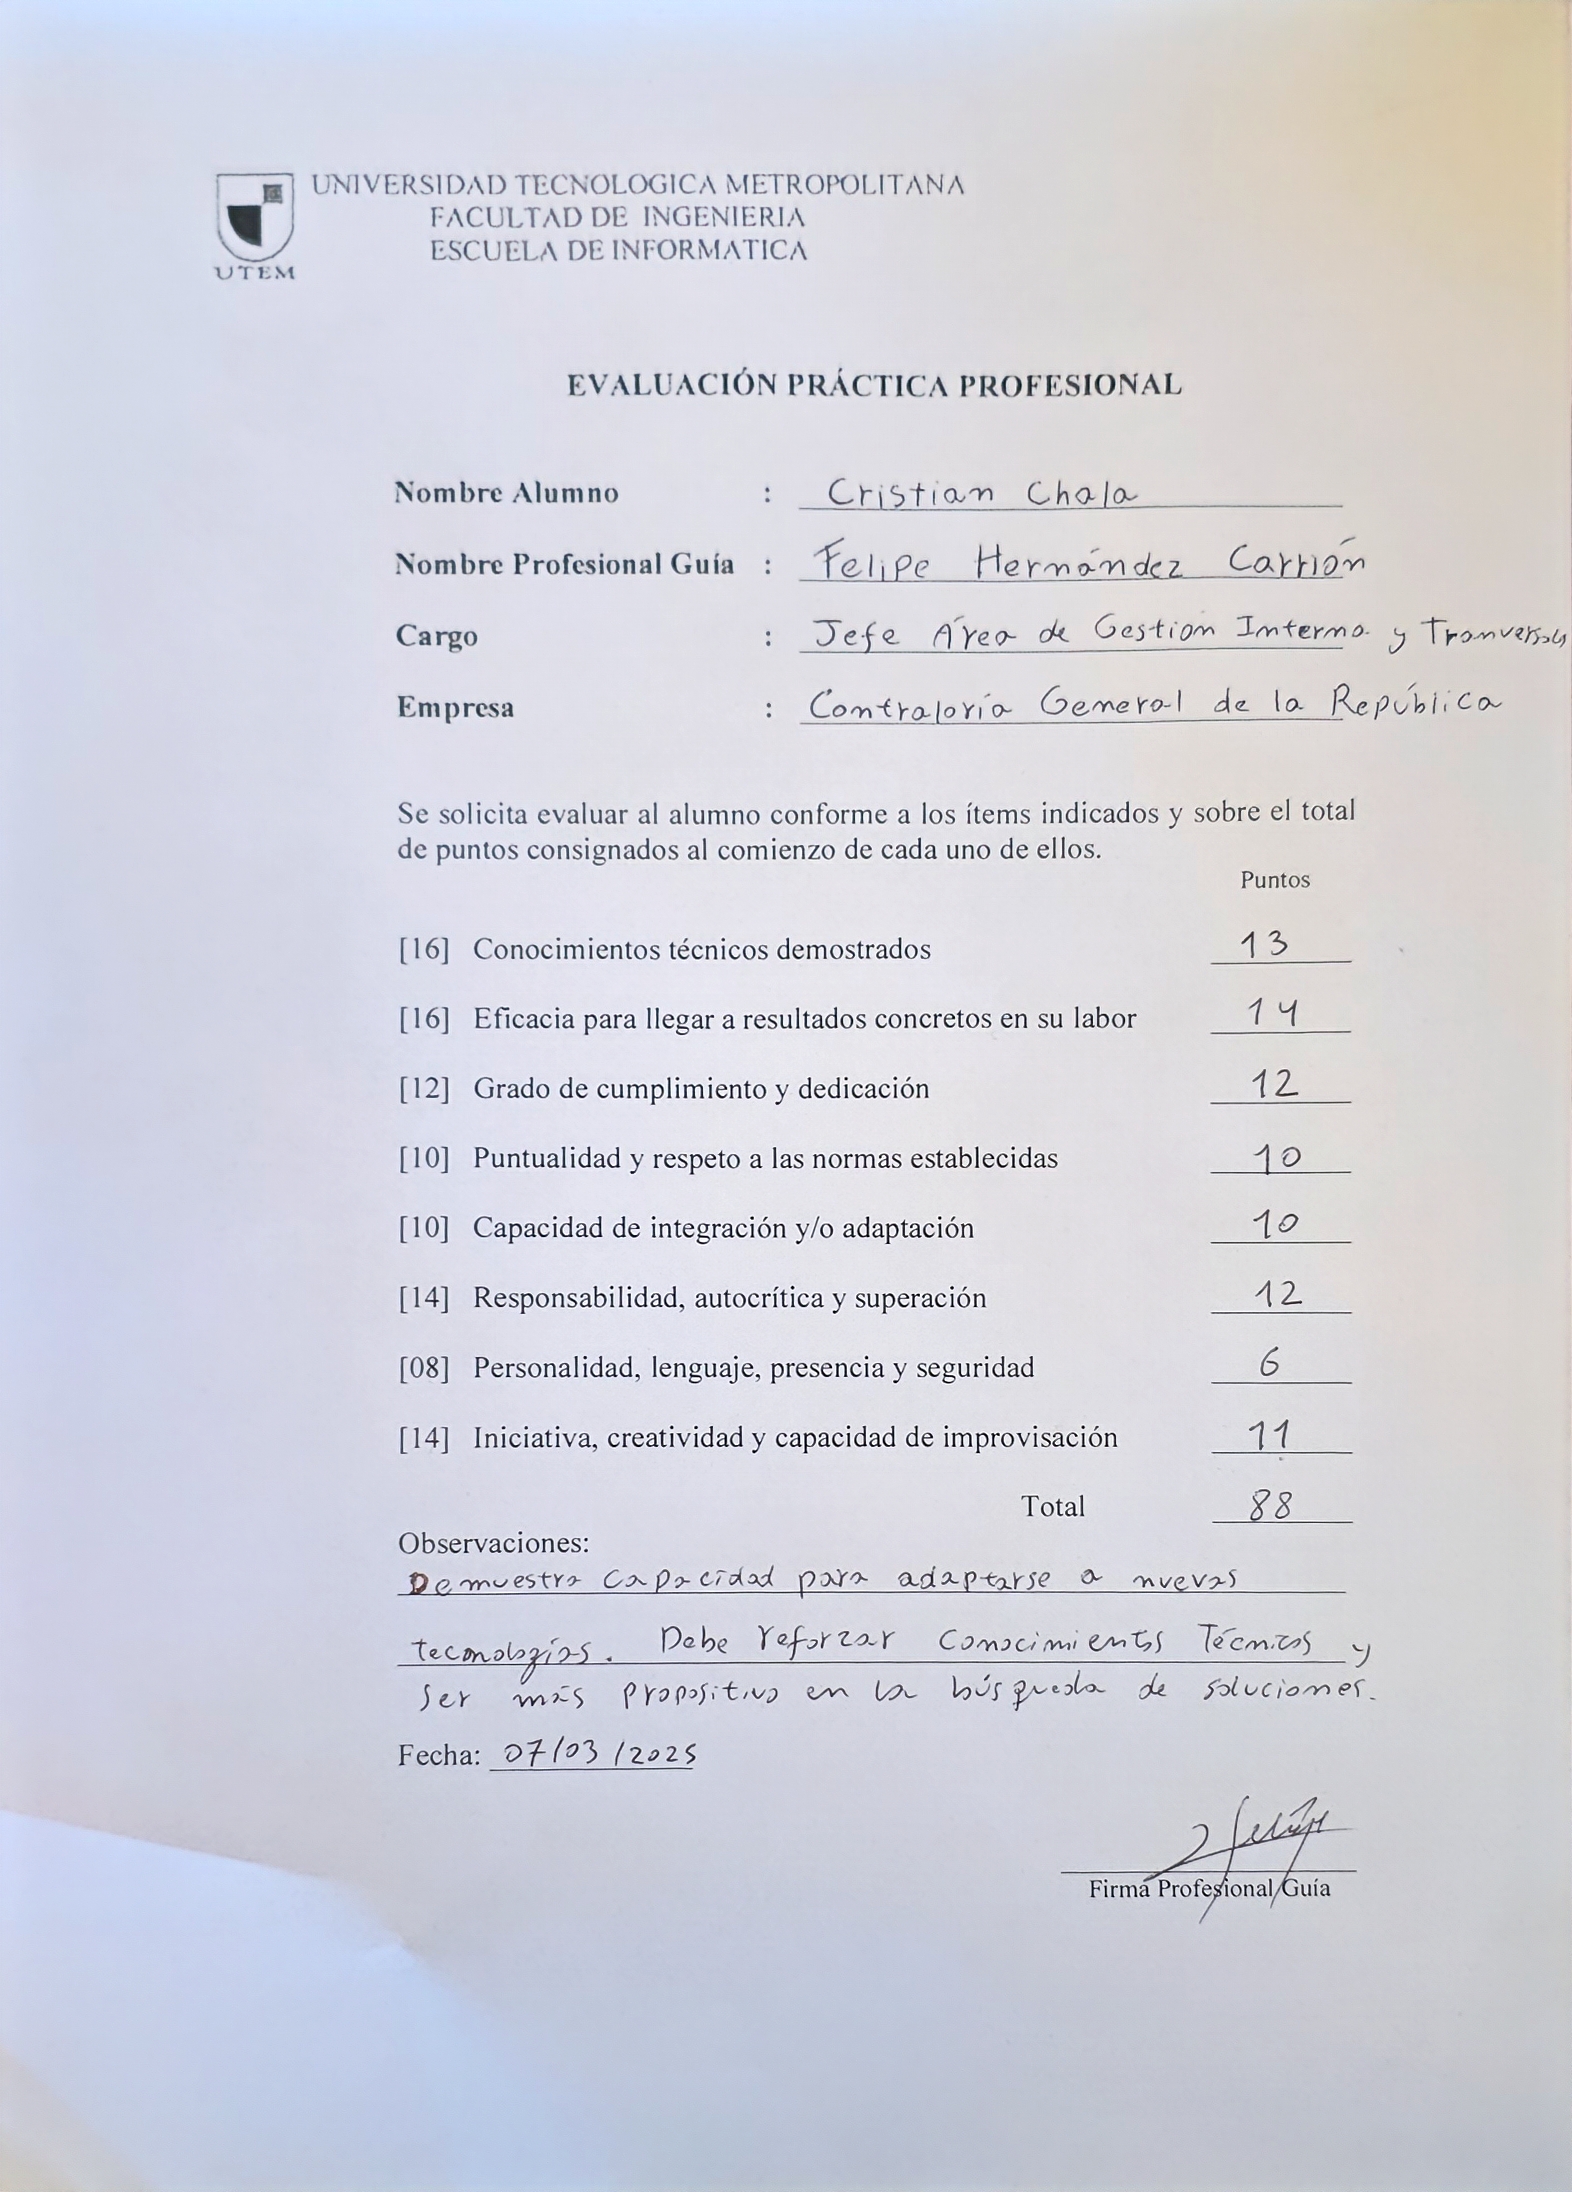 UNIVERSIDAD TECNOLOGICA METROPOLITANA
FACULTAD DE INGENIERIA
ESCUELA DE INFORMATICA
UTEM
EVALUACIÓN PRÁCTICA PROFESIONAL
Nombre Alumno : Cristian Chala
Nombre Profesional Guía : Felipe Hernández Carrión
Cargo : Jefe Área de Gestión Interna y
Empresa : Contraloría General de la República
Se solicita evaluar al alumno conforme a los ítems indicados y sobre el total
de puntos consignados al comienzo de cada uno de ellos.
Puntos
[16] Conocimientos técnicos demostrados 13
[16] Eficacia para llegar a resultados concretos en su labor 14
[12] Grado de cumplimiento y dedicación 12
[10] Puntualidad y respeto a las normas establecidas 10
[10] Capacidad de integración y/o adaptación 10
[14] Responsabilidad, autocrítica y superación 12
[08] Personalidad, lenguaje, presencia y seguridad 6
[14] Iniciativa, creatividad y capacidad de improvisación 11
Total 88
Observaciones:
Demuestra capacidad para adaptarse a nuevas
tecnologías. Debe reforzar Conocimientos Técnicos y
ser más propositivo en la búsqueda de soluciones.
Fecha: 07/03/2025
Firma Profesional Guía